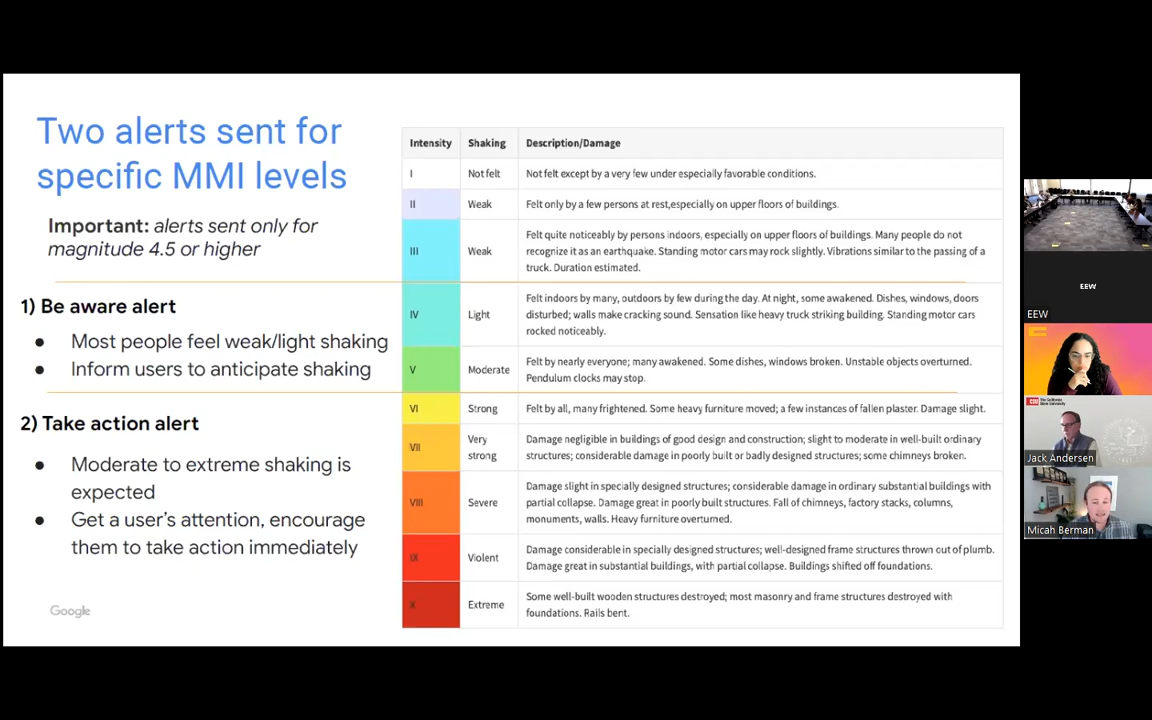 Two alerts sent for
specific MMI levels
Important: alerts sent only for
magnitude 4.5 or higher
1) Be aware alert
● Most people feel weak/light shaking
● Inform users to anticipate shaking
2) Take action alert
● Moderate to extreme shaking is
expected
● Get a user's attention, encourage
them to take action immediately
Google
Intensity Shaking Description/Damage
I Not felt Not felt except by a very few under especially favorable conditions.
II Weak Felt only by a few persons at rest,especially on upper floors of buildings.
III Weak Felt quite noticeably by persons indoors, especially on upper floors of buildings. Many people do not
recognize it as an earthquake. Standing motor cars may rock slightly. Vibrations similar to the passing of a
truck. Duration estimated.
IV Light Felt indoors by many, outdoors by few during the day. At night, some awakened. Dishes, windows, doors
disturbed; walls make cracking sound. Sensation like heavy truck striking building. Standing motor cars
rocked noticeably.
V Moderate Felt by nearly everyone; many awakened. Some dishes, windows broken. Unstable objects overturned.
Pendulum clocks may stop.
VI Strong Felt by all, many frightened. Some heavy furniture moved; a few instances of fallen plaster. Damage slight.
VII Very strong Damage negligible in buildings of good design and construction; slight to moderate in well-built ordinary
structures; considerable damage in poorly built or badly designed structures; some chimneys broken.
VIII Severe Damage slight in specially designed structures; considerable damage in ordinary substantial buildings with
partial collapse. Damage great in poorly built structures. Fall of chimneys, factory stacks, columns,
monuments, walls. Heavy furniture overturned.
IX Violent Damage considerable in specially designed structures; well-designed frame structures thrown out of plumb.
Damage great in substantial buildings, with partial collapse. Buildings shifted off foundations.
X Extreme Some well-built wooden structures destroyed; most masonry and frame structures destroyed with
foundations. Rails bent.
EEW
EEW
Jack Andersen
Micah Berman